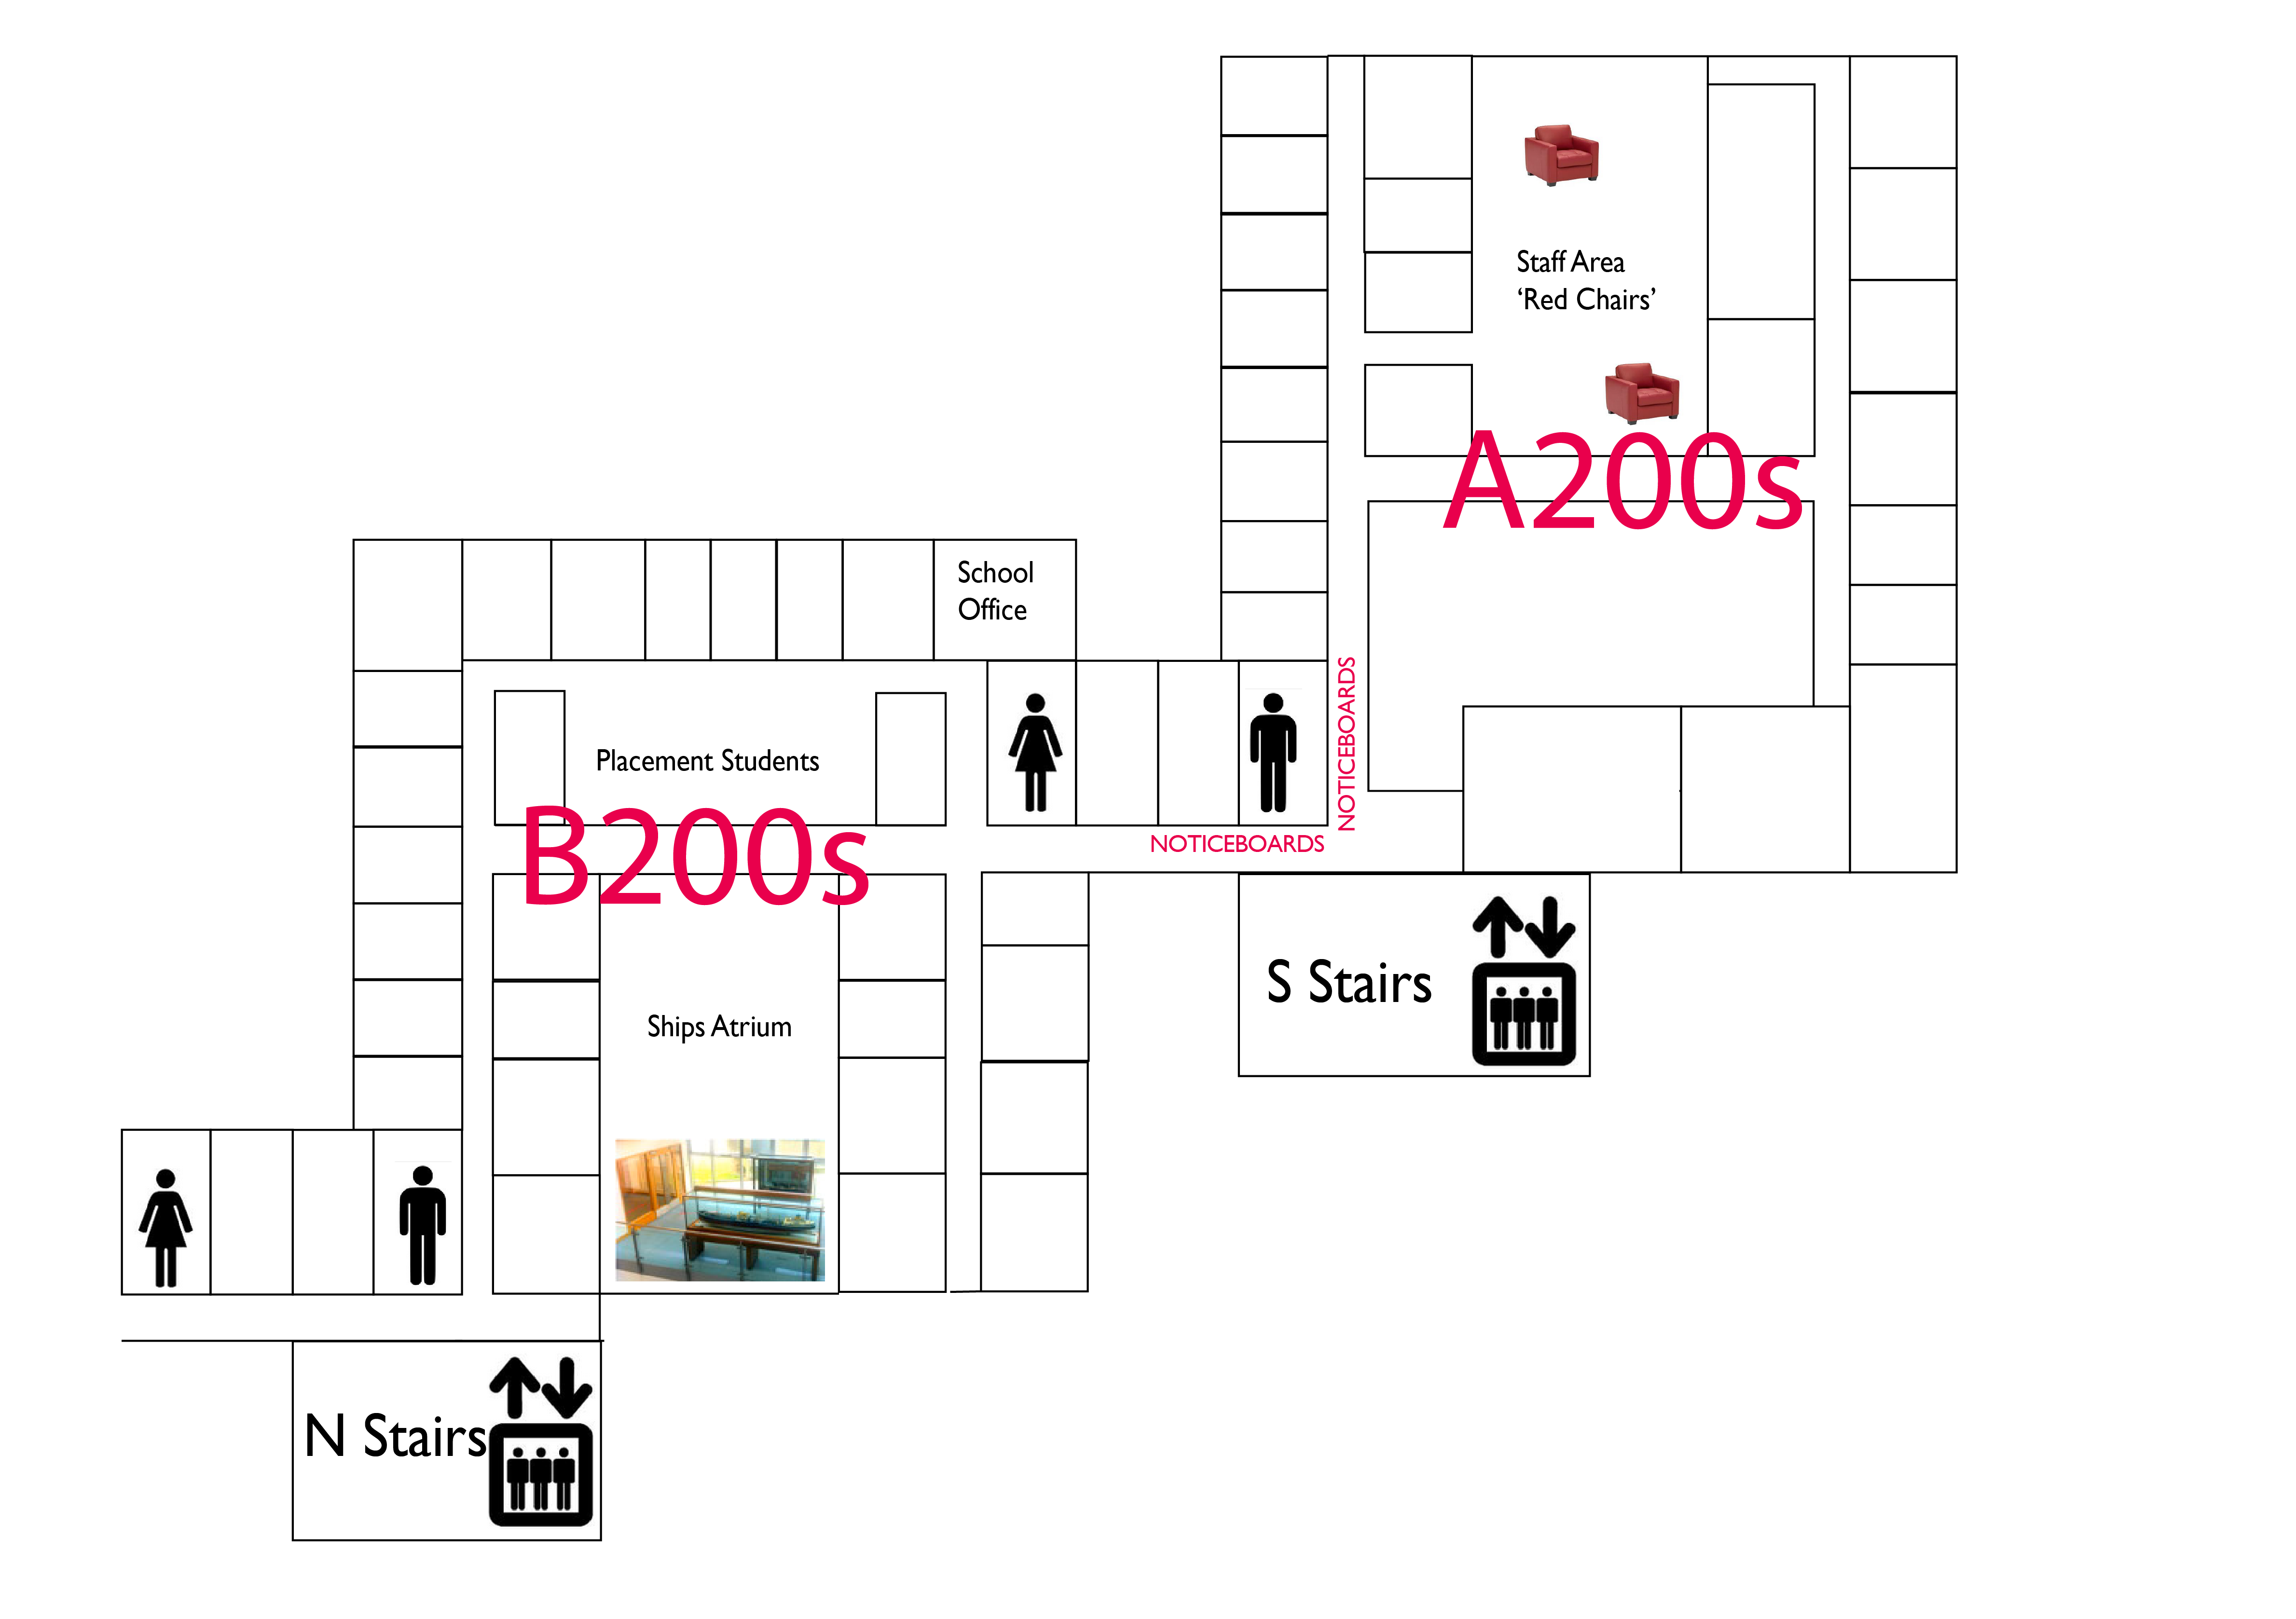 Staff Area
‘Red Chairs’
A200s
School
Office
NOTICEBOARDS
Placement Students
B200s
NOTICEBOARDS
S Stairs
Ships Atrium
N Stairs